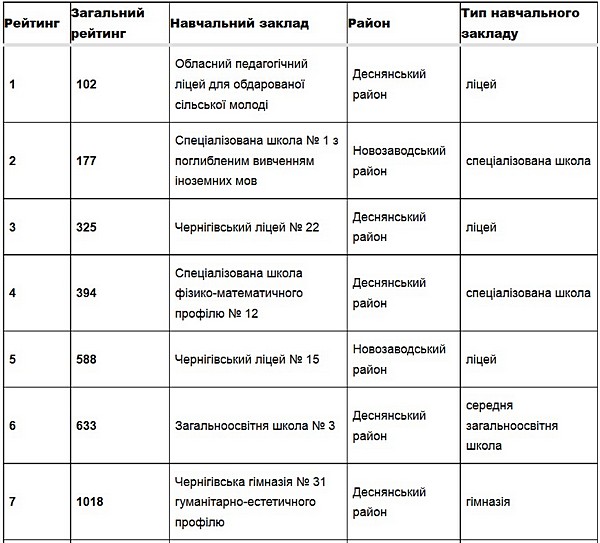 Рейтинг
Загальний
рейтинг
Навчальний заклад
Район
Тип навчального
закладу
1
102
Обласний педагогічний
ліцей для обдарованої
сільської молоді
Деснянський
район
ліцей
2
177
Спеціалізована школа № 1 з
поглибленим вивченням
іноземних мов
Новозаводський
район
спеціалізована школа
3
325
Чернігівський ліцей № 22
Деснянський
район
ліцей
4
394
Спеціалізована школа
фізико-математичного
профілю № 12
Деснянський
район
спеціалізована школа
5
588
Чернігівський ліцей № 15
Новозаводський
район
ліцей
6
633
Загальноосвітня школа № 3
Деснянський
район
середня
загальноосвітня
школа
7
1018
Чернігівська гімназія № 31
гуманітарно-естетичного
профілю
Деснянський
район
гімназія